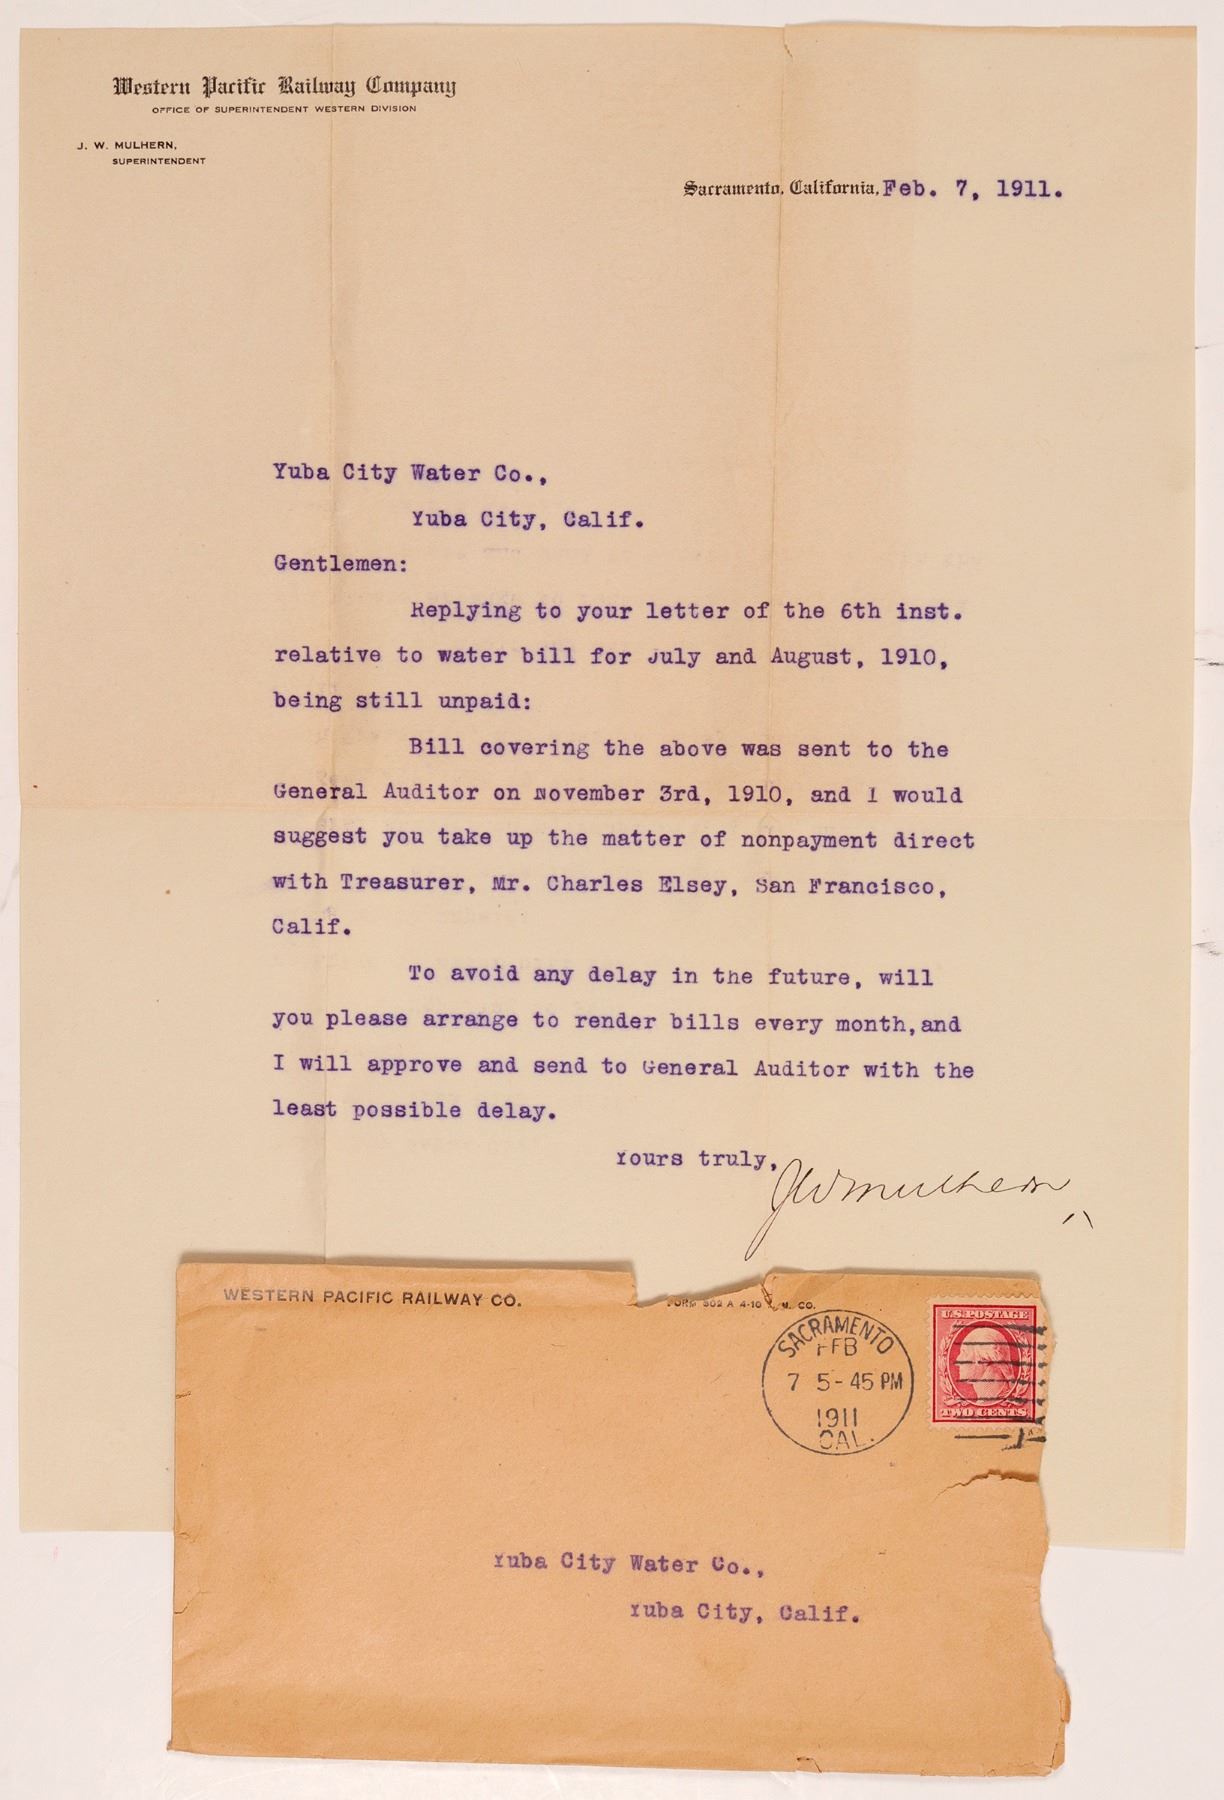 Western Pacific Railway Company
OFFICE OF SUPERINTENDENT WESTERN DIVISION
J. W. MULHERN,
SUPERINTENDENT
Sacramento, California, Feb. 7, 1911.
Yuba City Water Co.,
Yuba City, Calif.
Gentlemen:
Replying to your letter of the 6th inst.
relative to water bill for July and August, 1910,
being still unpaid:
Bill covering the above was sent to the
General Auditor on November 3rd, 1910, and I would
suggest you take up the matter of nonpayment direct
with Treasurer, Mr. Charles Elsey, San Francisco,
Calif.
To avoid any delay in the future, will
you please arrange to render bills every month,and
I will approve and send to General Auditor with the
least possible delay.
Yours truly,
JWMulhern
WESTERN PACIFIC RAILWAY CO.
FORM 502 A 4-10 CO.
SACRAMENTO
FEB
7 5-45 PM
1911
CAL.
U.S. POSTAGE
TWO CENTS
Yuba City Water Co.,
Yuba City, Calif.